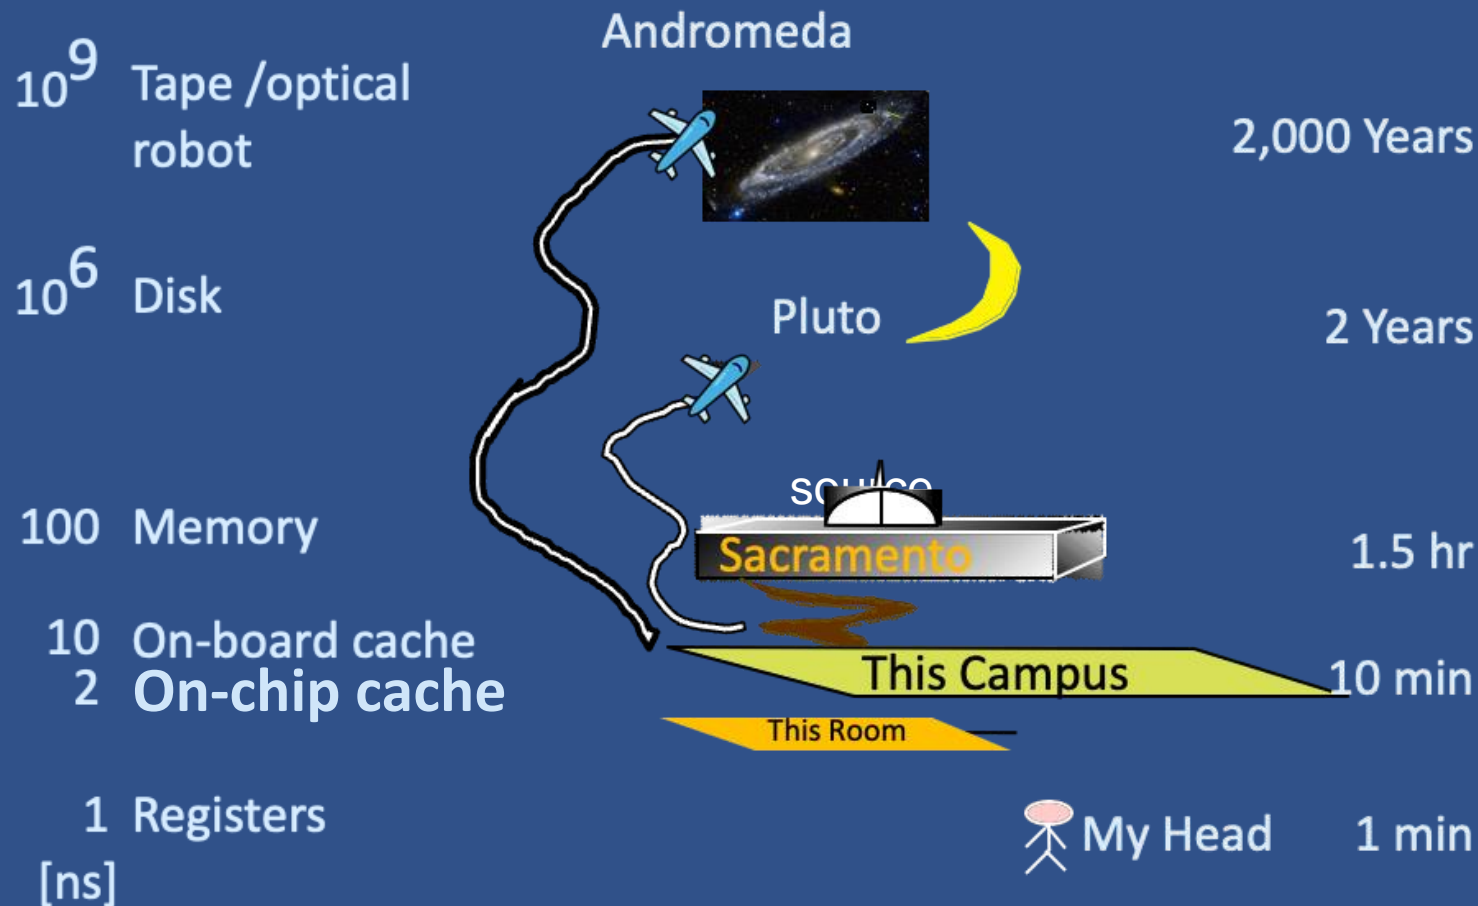 Andromeda
10^9 Tape /optical
robot
2,000 Years
10^6 Disk
Pluto
2 Years
source
100 Memory
Sacramento
1.5 hr
10 On-board cache
2 On-chip cache
This Campus
10 min
This Room
1 Registers
My Head
1 min
[ns]